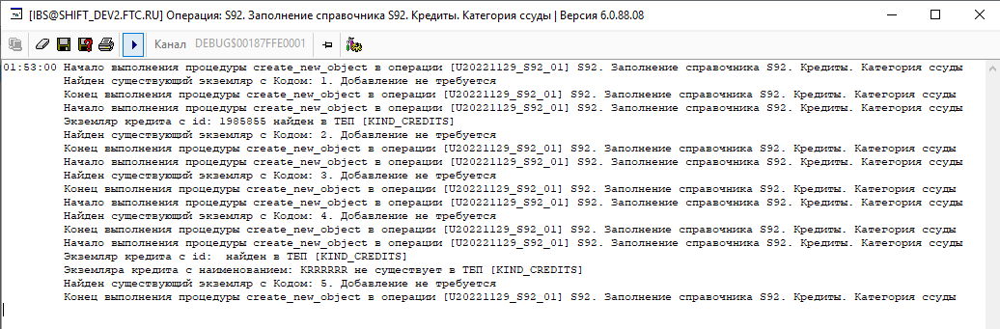 [IBS@SHIFT_DEV2.FTC.RU] Операция: S92. Заполнение справочника S92. Кредиты. Категория ссуды | Версия 6.0.88.08
Канал DEBUG$00187FFE0001
01:53:00 Начало выполнения процедуры create_new_object в операции [U20221129_S92_01] S92. Заполнение справочника S92. Кредиты. Категория ссуды
Найден существующий экземпляр с Кодом: 1. Добавление не требуется
Конец выполнения процедуры create_new_object в операции [U20221129_S92_01] S92. Заполнение справочника S92. Кредиты. Категория ссуды
Начало выполнения процедуры create_new_object в операции [U20221129_S92_01] S92. Заполнение справочника S92. Кредиты. Категория ссуды
Экземляр кредита с id: 1985855 найден в ТБП [KIND_CREDITS]
Найден существующий экземляр с Кодом: 2. Добавление не требуется
Конец выполнения процедуры create_new_object в операции [U20221129_S92_01] S92. Заполнение справочника S92. Кредиты. Категория ссуды
Начало выполнения процедуры create_new_object в операции [U20221129_S92_01] S92. Заполнение справочника S92. Кредиты. Категория ссуды
Найден существующий экземляр с Кодом: 3. Добавление не требуется
Конец выполнения процедуры create_new_object в операции [U20221129_S92_01] S92. Заполнение справочника S92. Кредиты. Категория ссуды
Начало выполнения процедуры create_new_object в операции [U20221129_S92_01] S92. Заполнение справочника S92. Кредиты. Категория ссуды
Найден существующий экземляр с Кодом: 4. Добавление не требуется
Конец выполнения процедуры create_new_object в операции [U20221129_S92_01] S92. Заполнение справочника S92. Кредиты. Категория ссуды
Начало выполнения процедуры create_new_object в операции [U20221129_S92_01] S92. Заполнение справочника S92. Кредиты. Категория ссуды
Экземляр кредита с id:  найден в ТБП [KIND_CREDITS]
Экземляра кредита с наименованием: KRRRRRR не существует в ТБП [KIND_CREDITS]
Найден существующий экземляр с Кодом: 5. Добавление не требуется
Конец выполнения процедуры create_new_object в операции [U20221129_S92_01] S92. Заполнение справочника S92. Кредиты. Категория ссуды